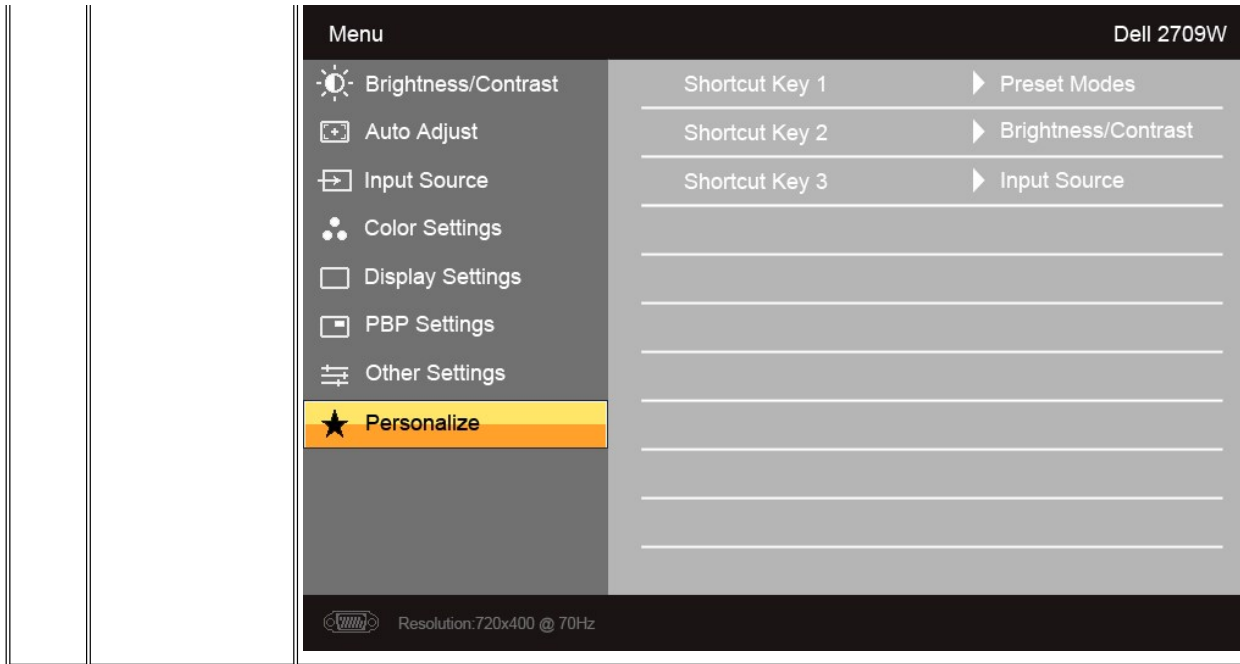 Menu Dell 2709W
Brightness/Contrast Shortcut Key 1 Preset Modes
Auto Adjust Shortcut Key 2 Brightness/Contrast
Input Source Shortcut Key 3 Input Source
Color Settings
Display Settings
PBP Settings
Other Settings
Personalize
Resolution:720x400 @ 70Hz